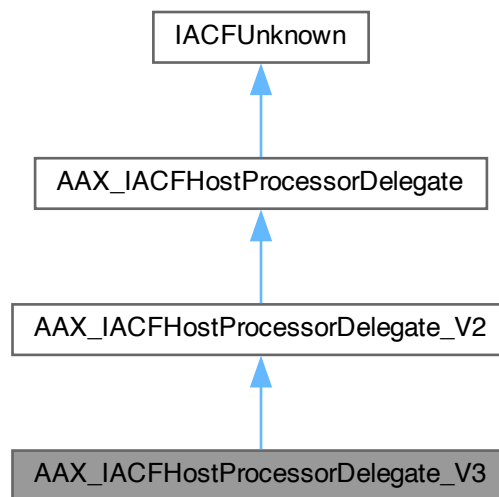 IACFUnknown
AAX_IACFHostProcessorDelegate
AAX_IACFHostProcessorDelegate_V2
AAX_IACFHostProcessorDelegate_V3